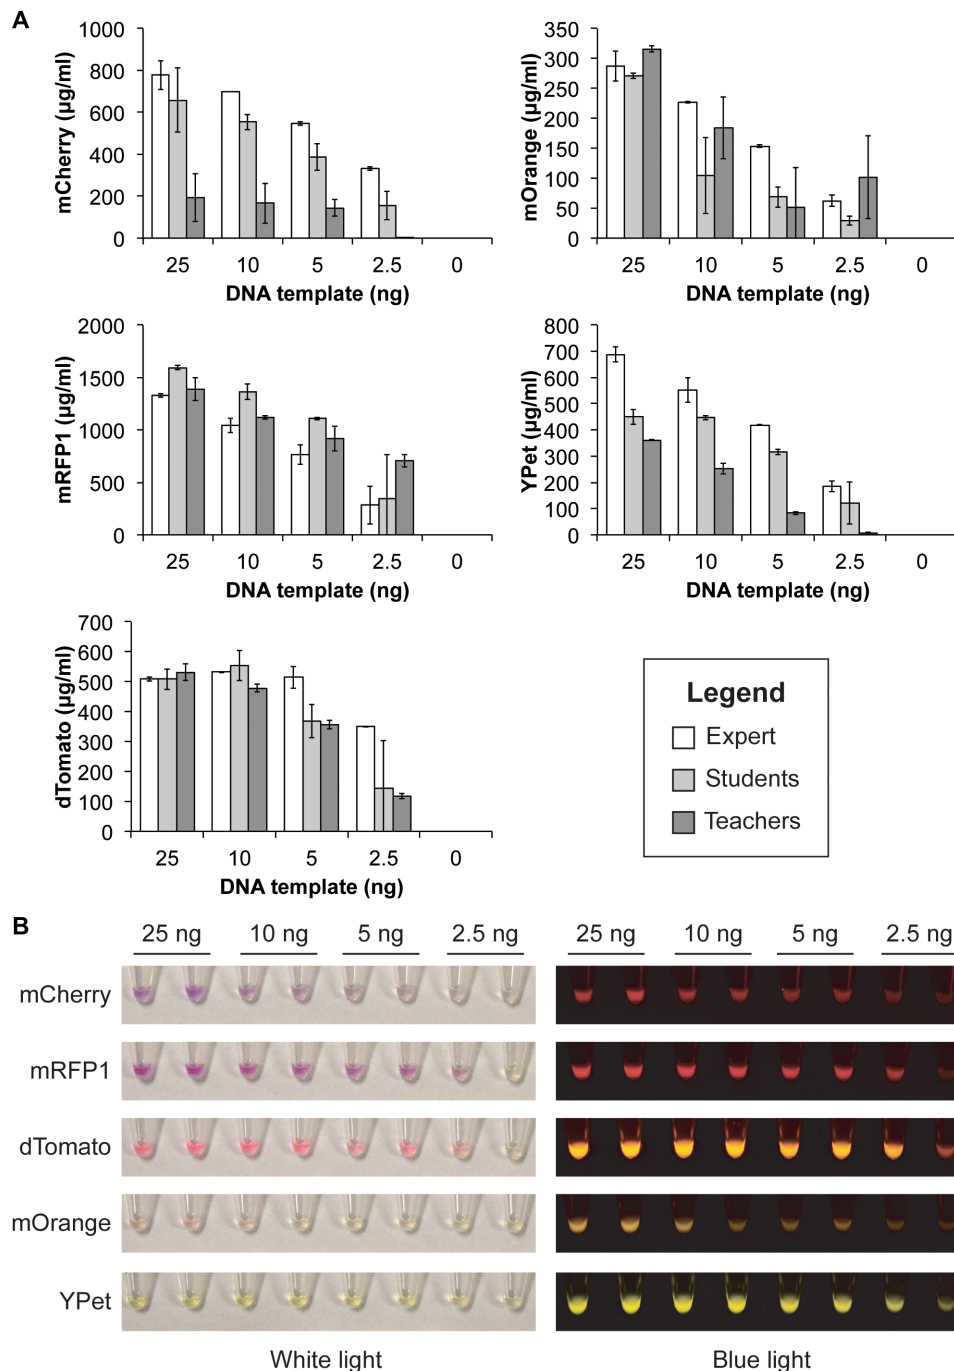 A
mCherry (µg/ml)
1000
800
600
400
200
0
25 10 5 2.5 0
DNA template (ng)
mOrange (µg/ml)
350
300
250
200
150
100
50
0
25 10 5 2.5 0
DNA template (ng)
mRFP1 (µg/ml)
2000
1500
1000
500
0
25 10 5 2.5 0
DNA template (ng)
YPet (µg/ml)
800
700
600
500
400
300
200
100
0
25 10 5 2.5 0
DNA template (ng)
dTomato (µg/ml)
700
600
500
400
300
200
100
0
25 10 5 2.5 0
DNA template (ng)
Legend
Expert
Students
Teachers
B
25 ng 10 ng 5 ng 2.5 ng 25 ng 10 ng 5 ng 2.5 ng
mCherry
mRFP1
dTomato
mOrange
YPet
White light Blue light